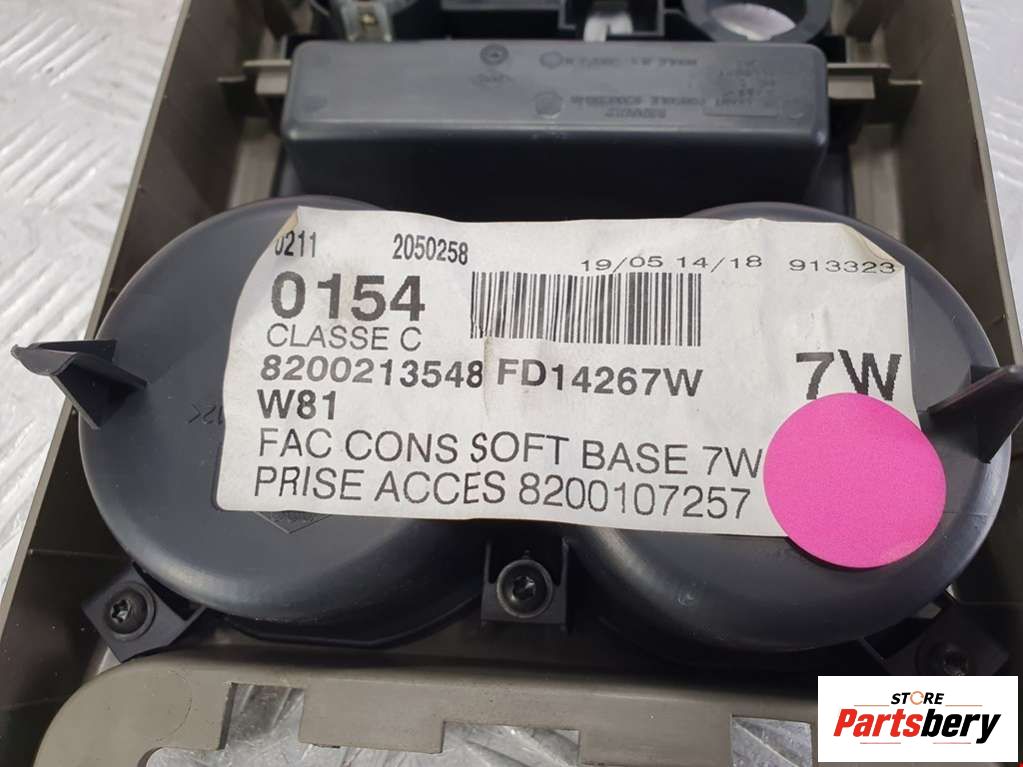 0211 2050258
19/05 14/18 913323
0154
CLASSE C
8200213548 FD14267W 7W
W81
FAC CONS SOFT BASE 7W
PRISE ACCES 8200107257
STORE
Partsbery